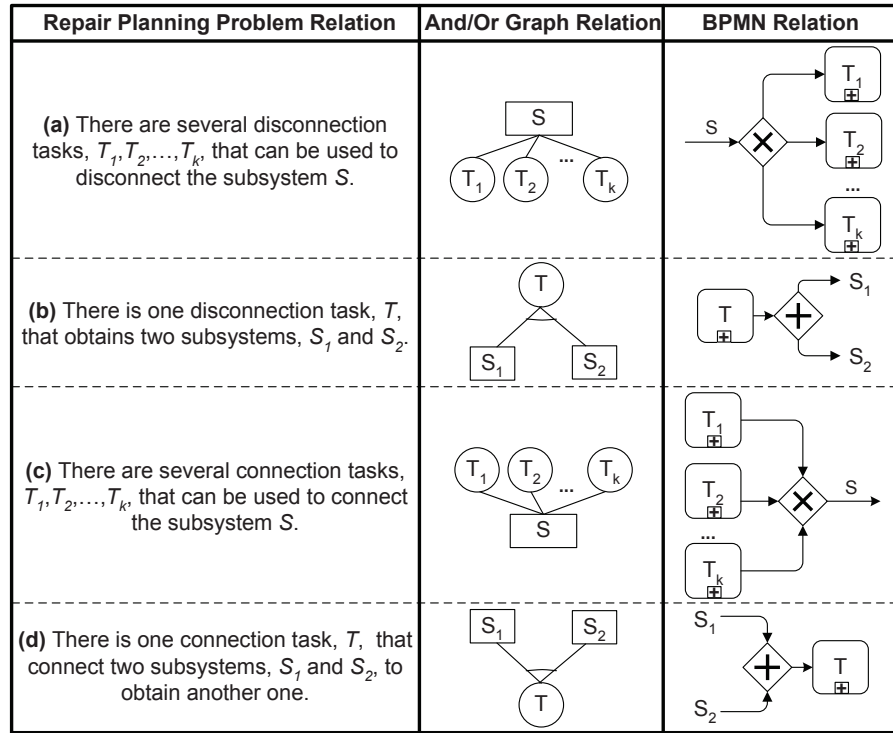 Repair Planning Problem Relation
And/Or Graph Relation
BPMN Relation
(a) There are several disconnection
tasks, T1,T2,...,Tk, that can be used to
disconnect the subsystem S.
S
T1 T2 ... Tk
S
T1
T2
...
Tk
(b) There is one disconnection task, T,
that obtains two subsystems, S1 and S2.
T
S1 S2
T
S1
S2
(c) There are several connection tasks,
T1,T2,...,Tk, that can be used to connect
the subsystem S.
T1 T2 ... Tk
S
T1
T2
...
Tk
S
(d) There is one connection task, T, that
connect two subsystems, S1 and S2, to
obtain another one.
S1 S2
T
S1
S2
T